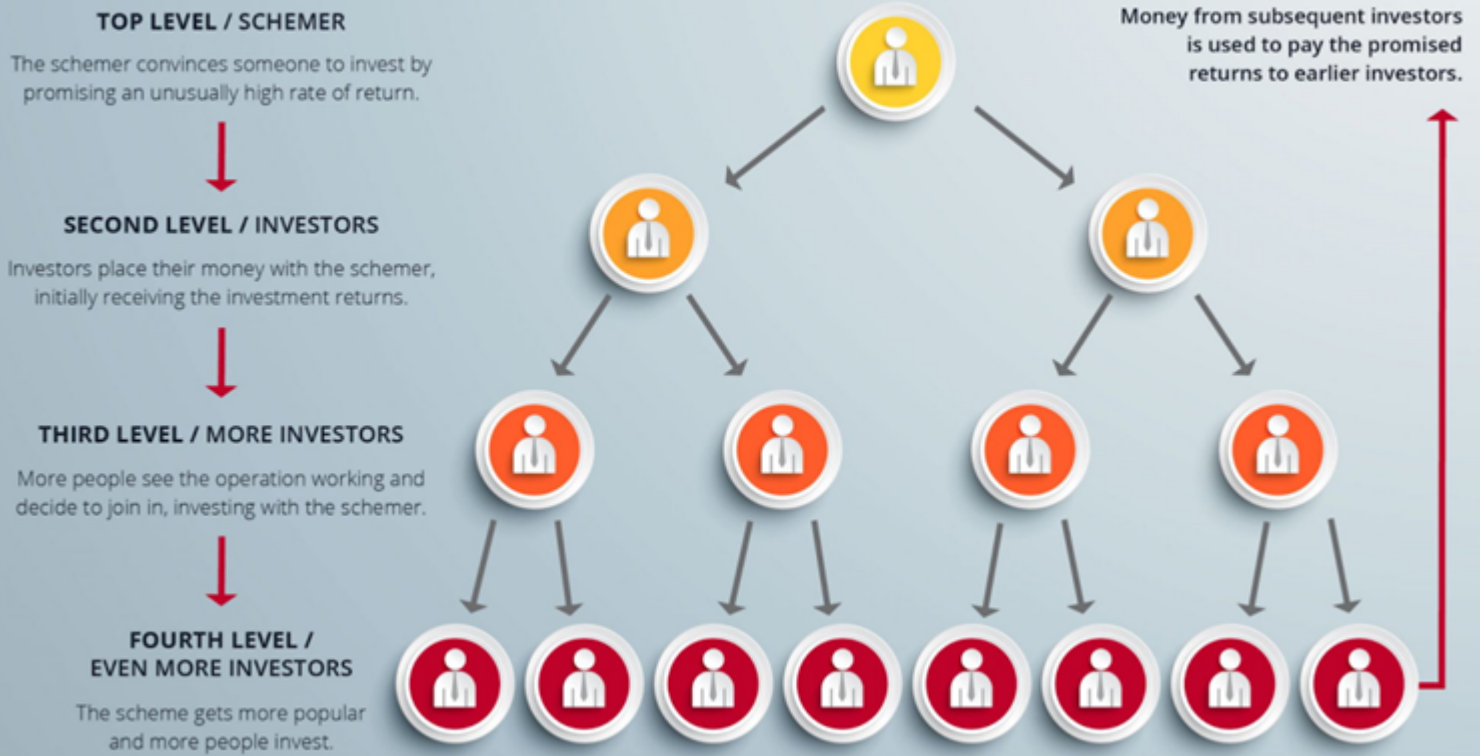 TOP LEVEL / SCHEMER
The schemer convinces someone to invest by
promising an unusually high rate of return.
SECOND LEVEL / INVESTORS
Investors place their money with the schemer,
initially receiving the investment returns.
THIRD LEVEL / MORE INVESTORS
More people see the operation working and
decide to join in, investing with the schemer.
FOURTH LEVEL /
EVEN MORE INVESTORS
The scheme gets more popular
and more people invest.
Money from subsequent investors
is used to pay the promised
returns to earlier investors.